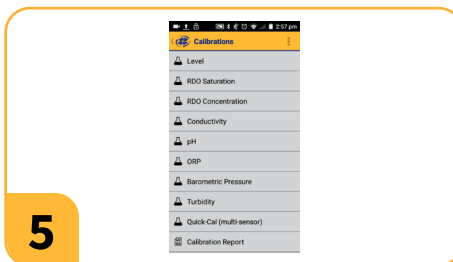 2:57 pm
Calibrations
Level
RDO Saturation
RDO Concentration
Conductivity
pH
ORP
Barometric Pressure
Turbidity
Quick-Cal (multi-sensor)
Calibration Report
5